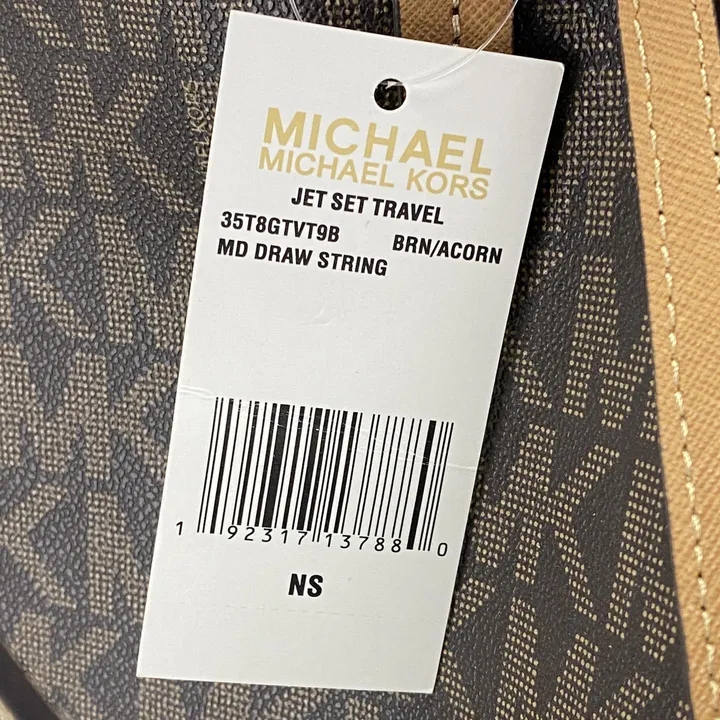 MICHAEL
MICHAEL KORS
JET SET TRAVEL
35T8GTVT9B BRN/ACORN
MD DRAW STRING
1 92317 13788 0
NS